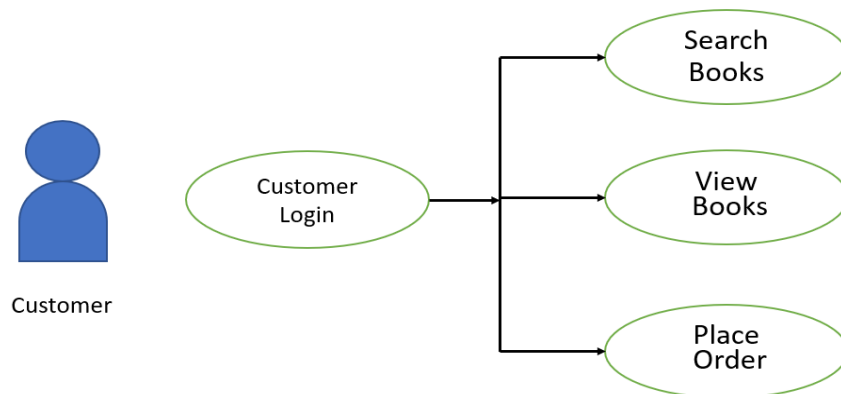 Customer
Customer
Login
Search
Books
View
Books
Place
Order